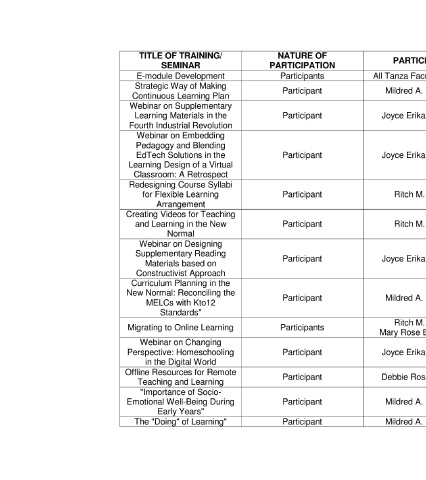 TITLE OF TRAINING/ SEMINAR NATURE OF PARTICIPATION
E-module Development Participants All Tanza
Strategic Way of Making
Continuous Learning Plan Participant Mildred A.
Webinar on Supplementary
Learning Materials in the
Fourth Industrial Revolution Participant Joyce Erika
Webinar on Embedding
Pedagogy and Blending
EdTech Solutions in the
Learning Design of a Virtual
Classroom: A Retrospect Participant Joyce Erika
Redesigning Course Syllabi
for Flexible Learning
Arrangement Participant Ritch M.
Creating Videos for Teaching
and Learning in the New
Normal Participant Ritch M.
Webinar on Designing
Supplementary Reading
Materials based on
Constructivist Approach Participant Joyce Erika
Curriculum Planning in the
New Normal: Reconciling the
MELCs with Kto12
Standards" Participant Mildred A.
Migrating to Online Learning Participants Ritch M.
Mary Rose
Webinar on Changing
Perspective: Homeschooling
in the Digital World Participant Joyce Erika
Offline Resources for Remote
Teaching and Learning Participant Debbie Ros
"Importance of Socio-
Emotional Well-Being During
Early Years" Participant Mildred A.
The "Doing" of Learning" Participant Mildred A.